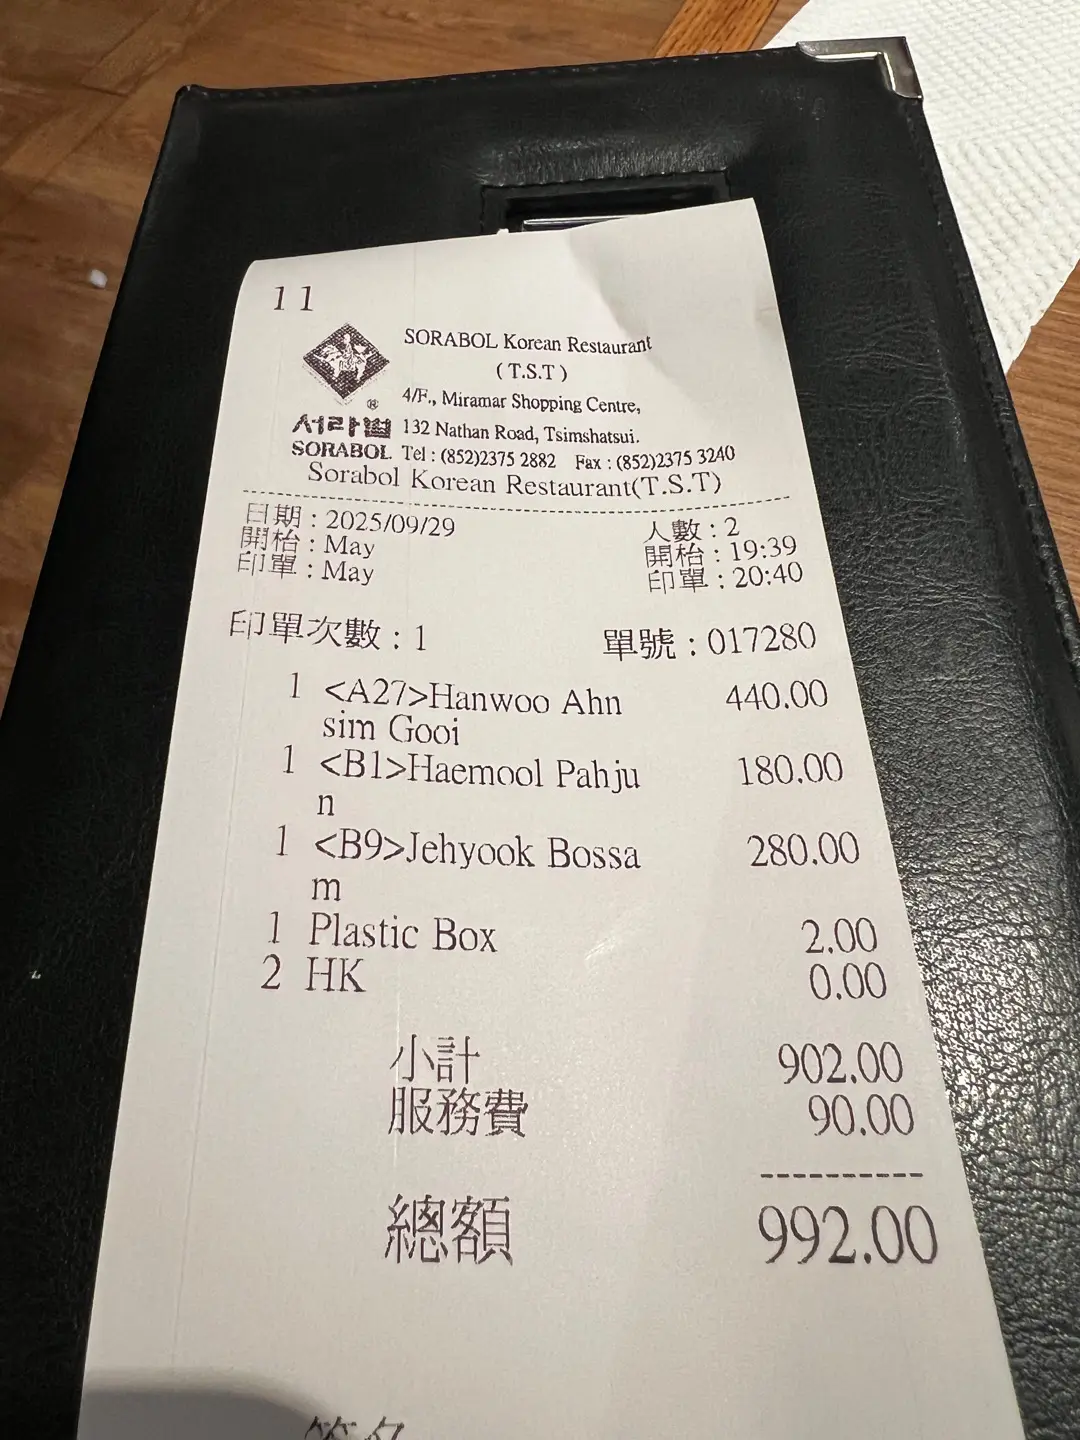 11
SORABOL Korean Restaurant
(T.S.T)
4/F., Miramar Shopping Centre,
132 Nathan Road, Tsimshatsui.
서라벌
SORABOL
Tel : (852)2375 2882 Fax : (852)2375 3240
Sorabol Korean Restaurant(T.S.T)
日期 : 2025/09/29 人數 : 2
開枱 : May 開枱 : 19:39
印單 : May 印單 : 20:40
印單次數 : 1 單號 : 017280
1 <A27>Hanwoo Ahn 440.00
sim Gooi
1 <B1>Haemool Pahju 180.00
n
1 <B9>Jehyook Bossa 280.00
m
1 Plastic Box 2.00
2 HK 0.00
小計 902.00
服務費 90.00
總額 992.00